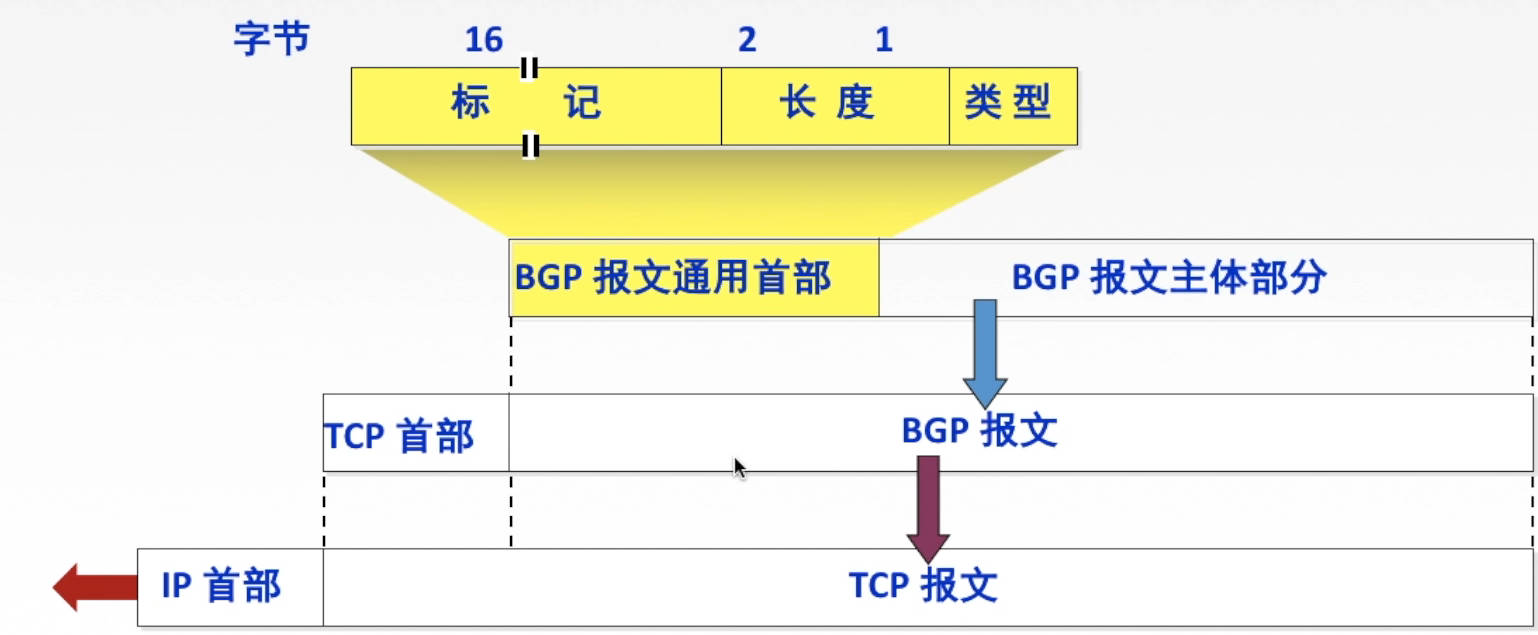 字节 16 2 1
标 记 长 度 类 型
BGP 报文通用首部 BGP 报文主体部分
TCP 首部 BGP 报文
IP 首部 TCP 报文